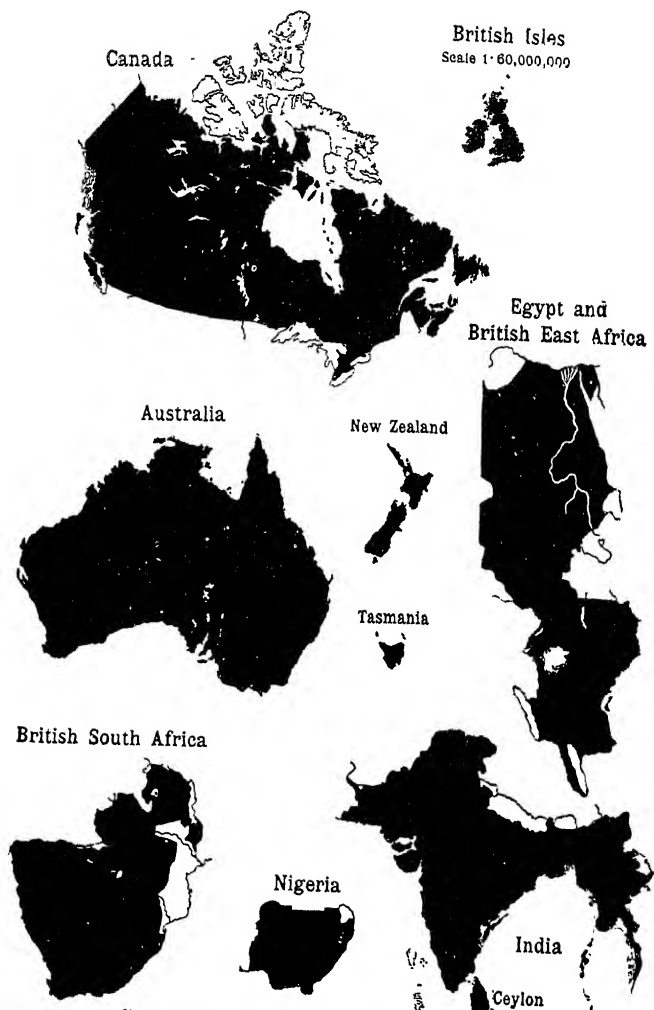 Canada
British Isles
Scale 1:60,000,000
Egypt and
British East Africa
Australia
New Zealand
Tasmania
British South Africa
Nigeria
India
Ceylon